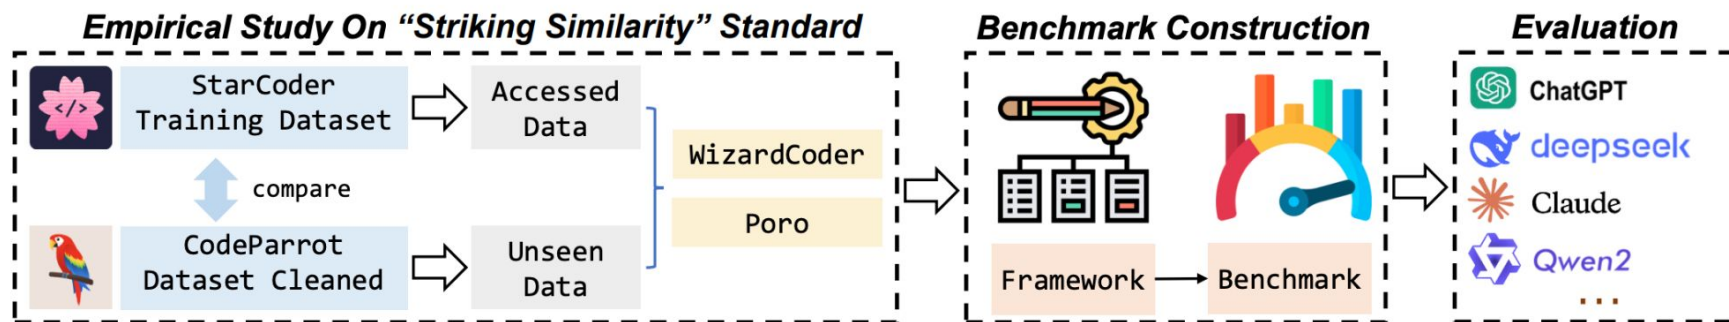 Empirical Study On “Striking Similarity” Standard
</>
StarCoder
Training Dataset
Accessed
Data
compare
CodeParrot
Dataset Cleaned
Unseen
Data
WizardCoder
Poro
Benchmark Construction
Framework
Benchmark
Evaluation
ChatGPT
deepseek
Claude
Qwen2
...